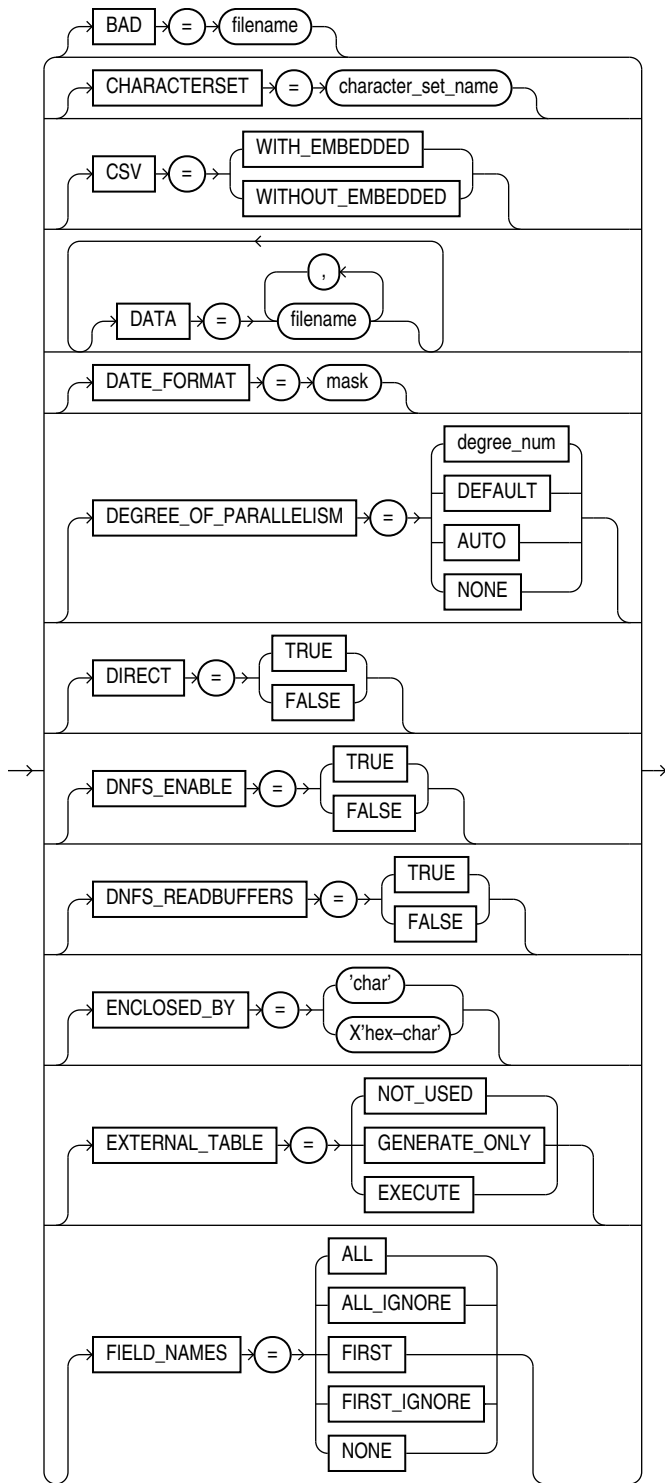 BAD = filename
CHARACTERSET = character_set_name
CSV =
WITH_EMBEDDED
WITHOUT_EMBEDDED
,
DATA = filename
DATE_FORMAT = mask
DEGREE_OF_PARALLELISM =
degree_num
DEFAULT
AUTO
NONE
DIRECT =
TRUE
FALSE
DNFS_ENABLE =
TRUE
FALSE
DNFS_READBUFFERS =
TRUE
FALSE
ENCLOSED_BY =
’char’
X’hex–char’
EXTERNAL_TABLE =
NOT_USED
GENERATE_ONLY
EXECUTE
FIELD_NAMES =
ALL
ALL_IGNORE
FIRST
FIRST_IGNORE
NONE